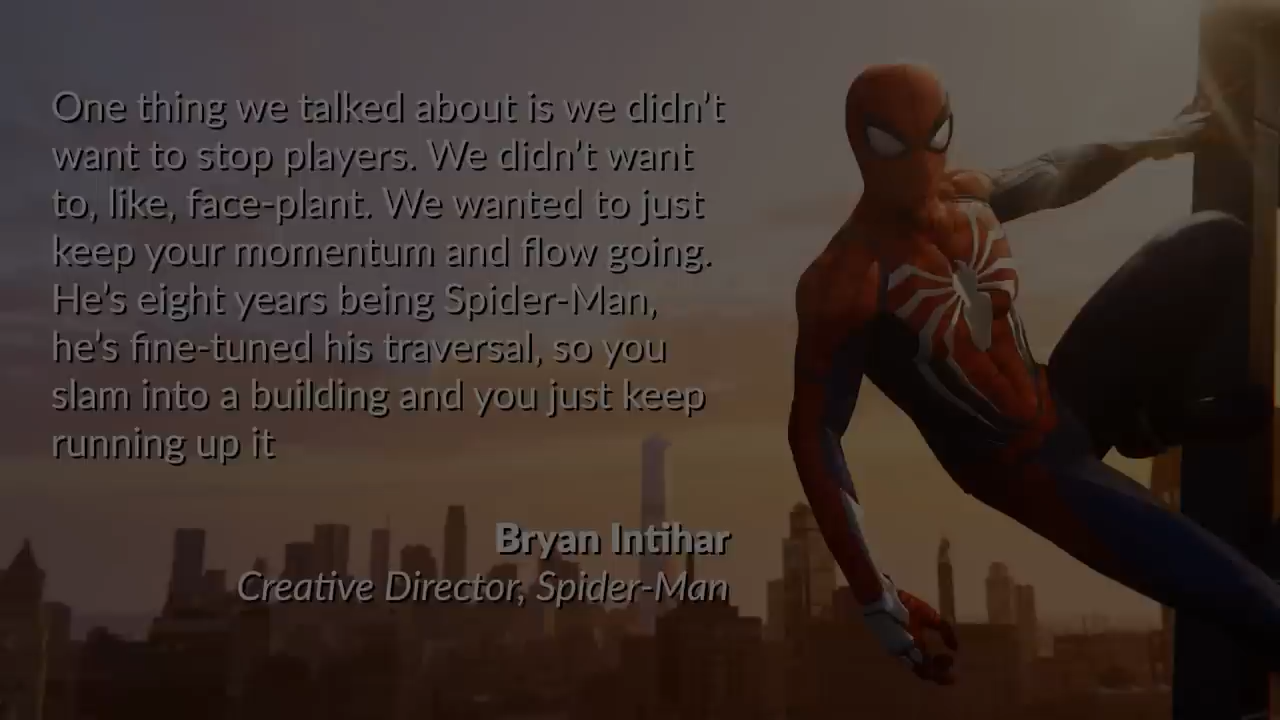 One thing we talked about is we didn’t
want to stop players. We didn’t want
to, like, face-plant. We wanted to just
keep your momentum and flow going.
He’s eight years being Spider-Man,
he’s fine-tuned his traversal, so you
slam into a building and you just keep
running up it
Bryan Intihar
Creative Director, Spider-Man